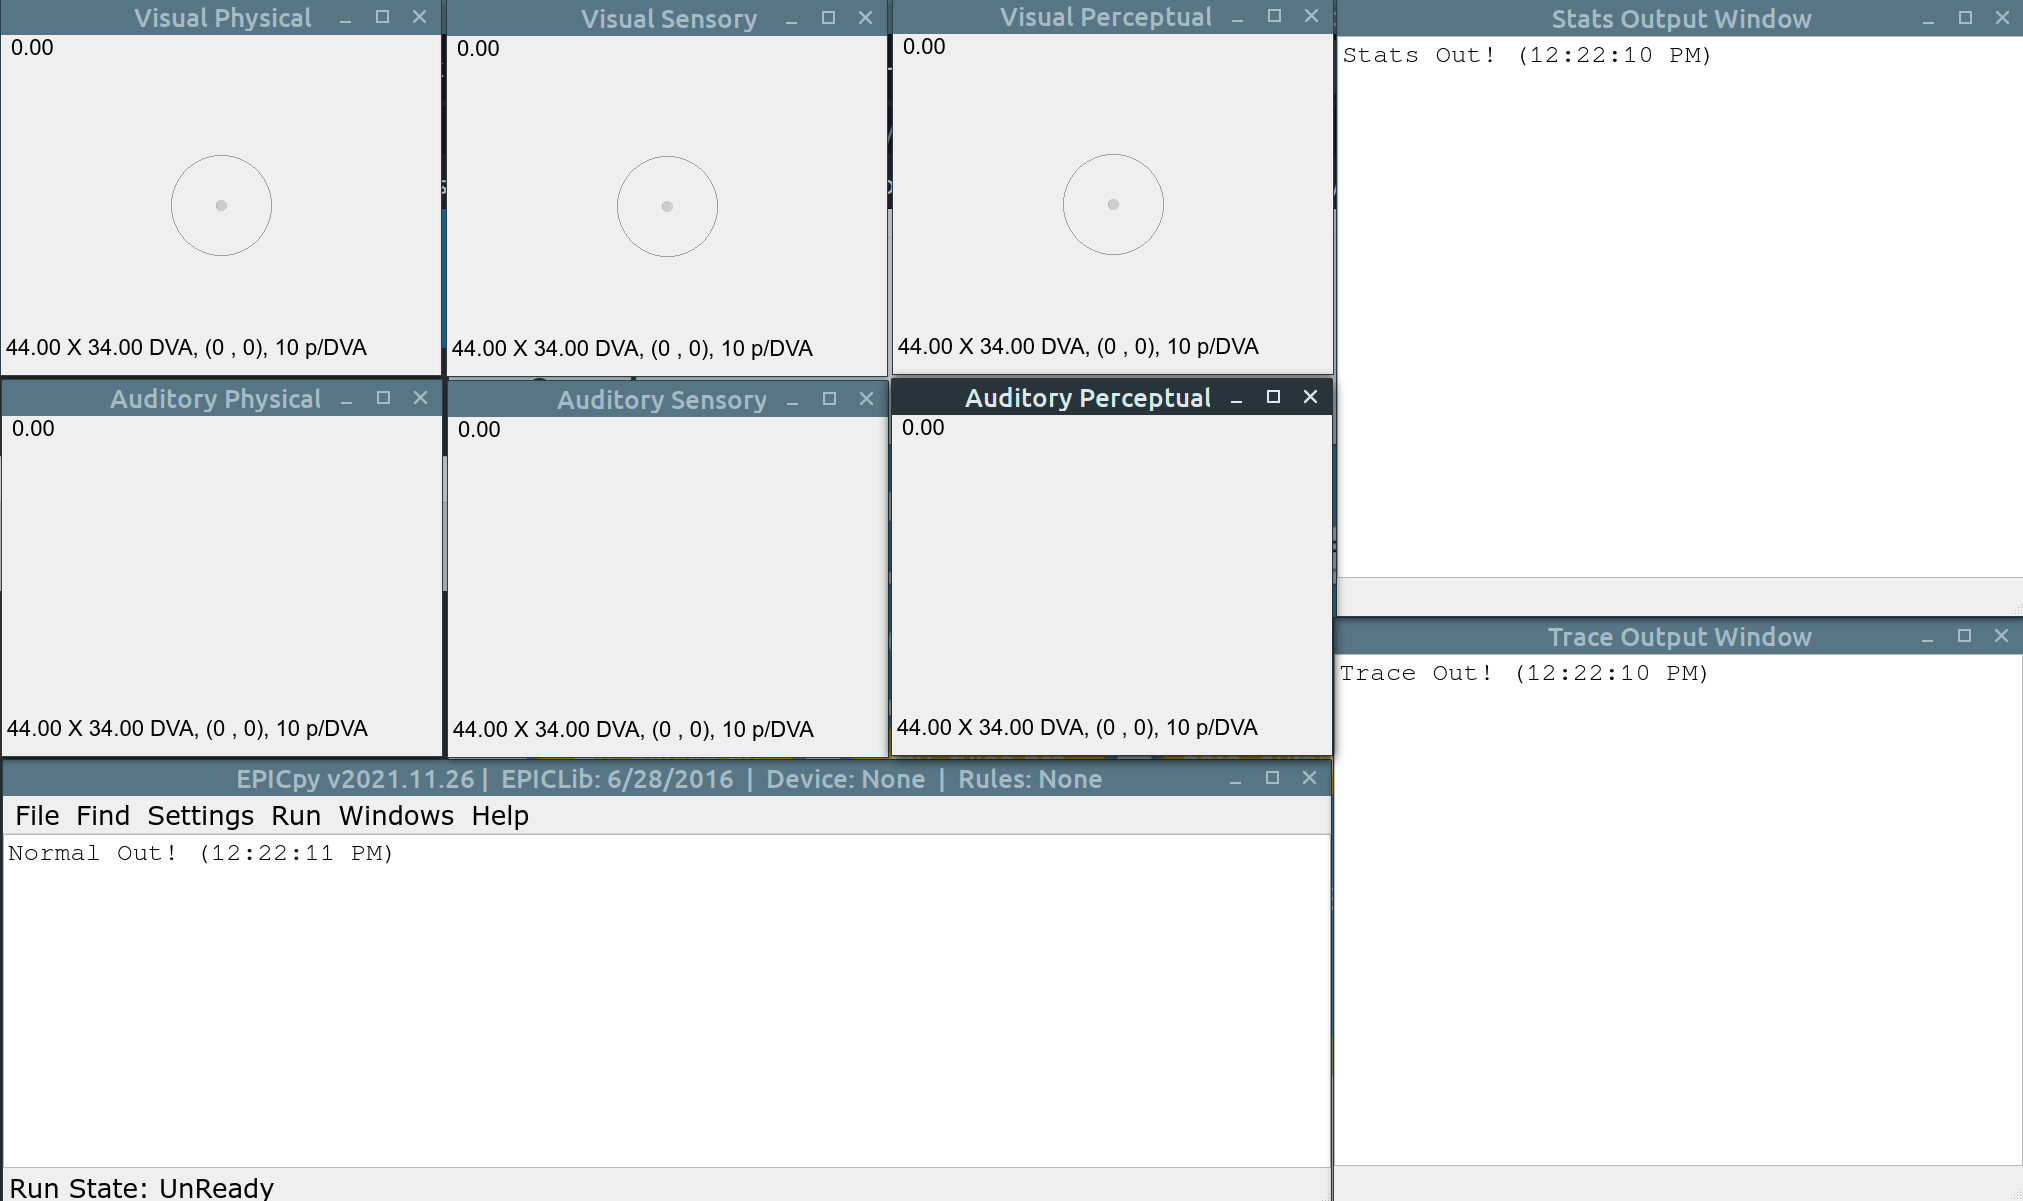 Visual Physical
0.00
44.00 X 34.00 DVA, (0 , 0), 10 p/DVA
Visual Sensory
0.00
44.00 X 34.00 DVA, (0 , 0), 10 p/DVA
Visual Perceptual
0.00
44.00 X 34.00 DVA, (0 , 0), 10 p/DVA
Stats Output Window
Stats Out! (12:22:10 PM)
Auditory Physical
0.00
44.00 X 34.00 DVA, (0 , 0), 10 p/DVA
Auditory Sensory
0.00
44.00 X 34.00 DVA, (0 , 0), 10 p/DVA
Auditory Perceptual
0.00
44.00 X 34.00 DVA, (0 , 0), 10 p/DVA
Trace Output Window
Trace Out! (12:22:10 PM)
EPICpy v2021.11.26 | EPICLib: 6/28/2016 | Device: None | Rules: None
File Find Settings Run Windows Help
Normal Out! (12:22:11 PM)
Run State: UnReady